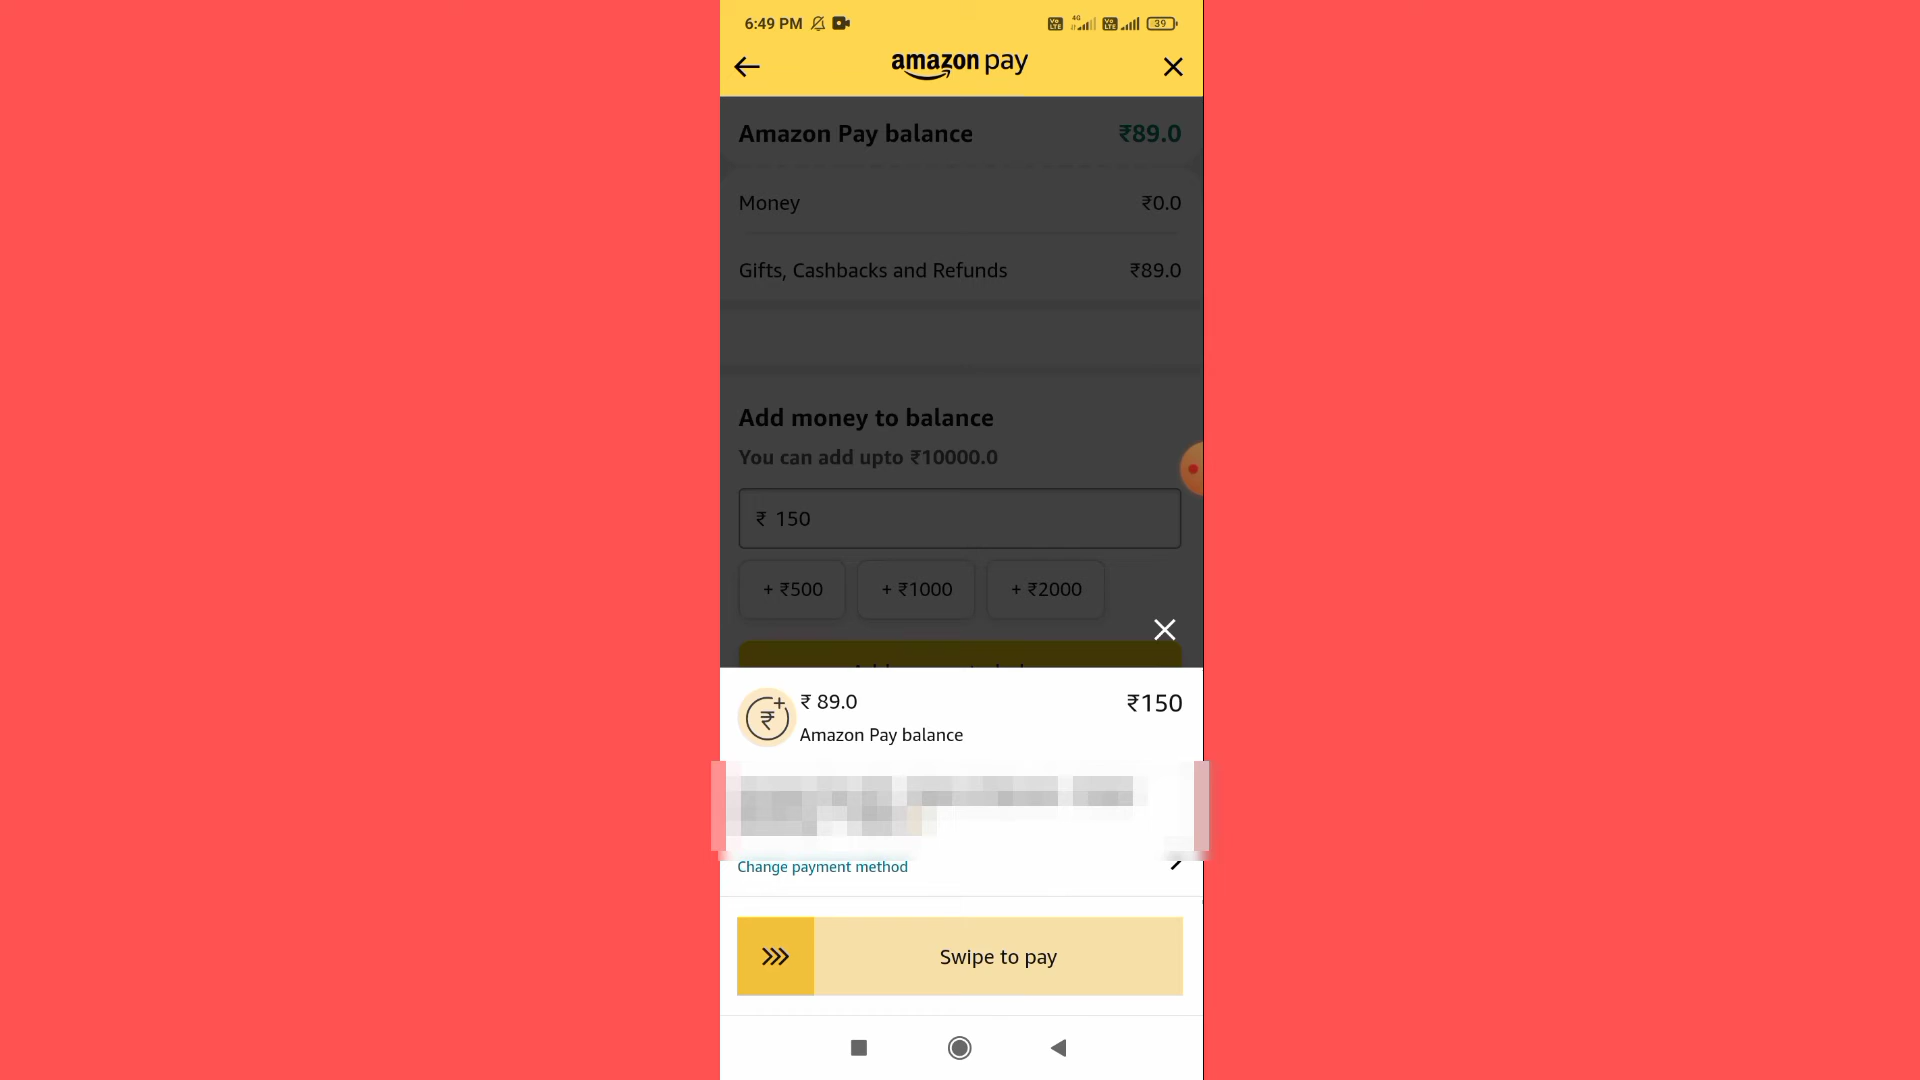 6:49 PM
39
amazon pay
Amazon Pay balance ₹89.0
Money ₹0.0
Gifts, Cashbacks and Refunds ₹89.0
Add money to balance
You can add upto ₹10000.0
₹ 150
+ ₹500 + ₹1000 + ₹2000
₹ 89.0 ₹150
Amazon Pay balance
Change payment method
Swipe to pay